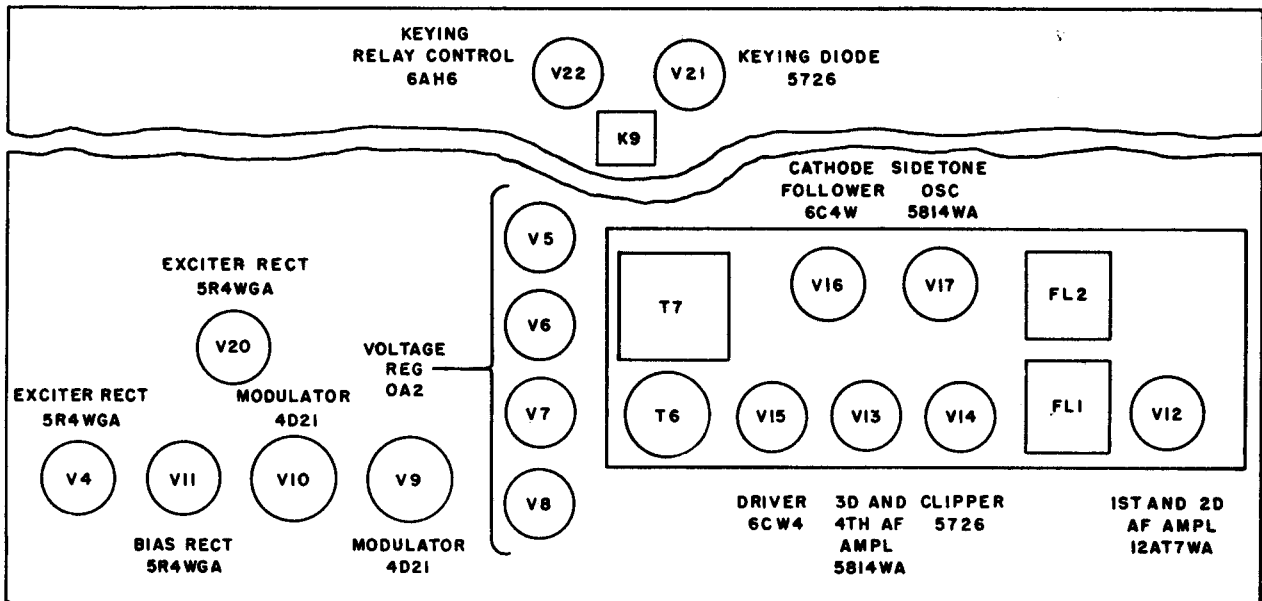 KEYING
RELAY CONTROL
6AH6
V22
V21
KEYING DIODE
5726
K9
CATHODE
FOLLOWER
6C4W
SIDETONE
OSC
5814WA
V5
V6
V7
V8
VOLTAGE
REG
OA2
EXCITER RECT
5R4WGA
V20
EXCITER RECT
5R4WGA
V4
V11
BIAS RECT
5R4WGA
MODULATOR
4D21
V10
V9
MODULATOR
4D21
T7
V16
V17
FL2
T6
V15
V13
V14
FL1
V12
DRIVER
6CW4
3D AND
4TH AF
AMPL
5814WA
CLIPPER
5726
1ST AND 2D
AF AMPL
12AT7WA